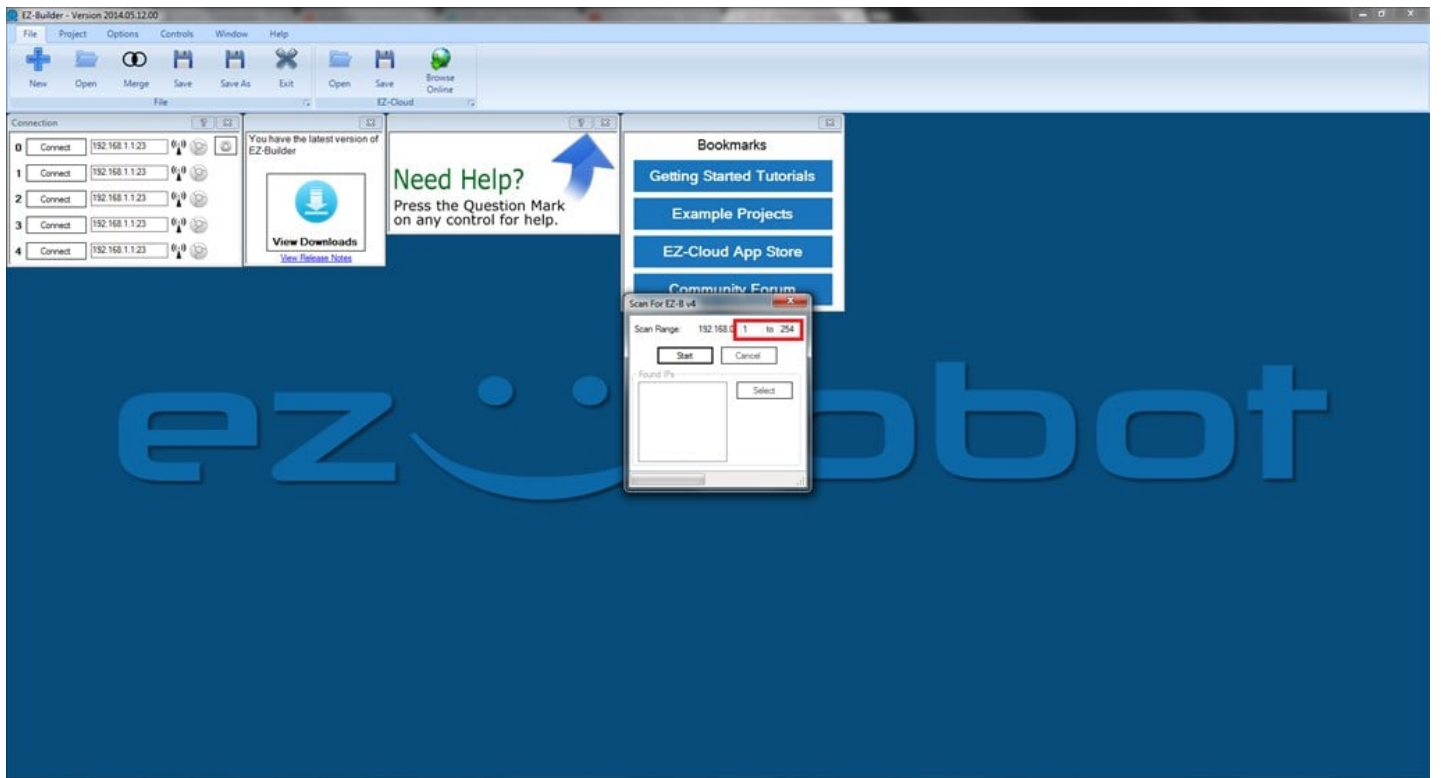 EZ-Builder - Version 2014.05.12.00
File Project Options Controls Window Help
New Open Merge Save Save As Exit Open Save Browse Online
File EZ-Cloud
Connection
0 Connect 192.168.1.1:23
1 Connect 192.168.1.1:23
2 Connect 192.168.1.1:23
3 Connect 192.168.1.1:23
4 Connect 192.168.1.1:23
You have the latest version of
EZ-Builder
View Downloads
View Release Notes
Need Help?
Press the Question Mark
on any control for help.
Bookmarks
Getting Started Tutorials
Example Projects
EZ-Cloud App Store
Community Forum
Scan For EZ-B v4
Scan Range: 192.168.0 1 to 254
Start Cancel
Found IPs
Select
ez robot